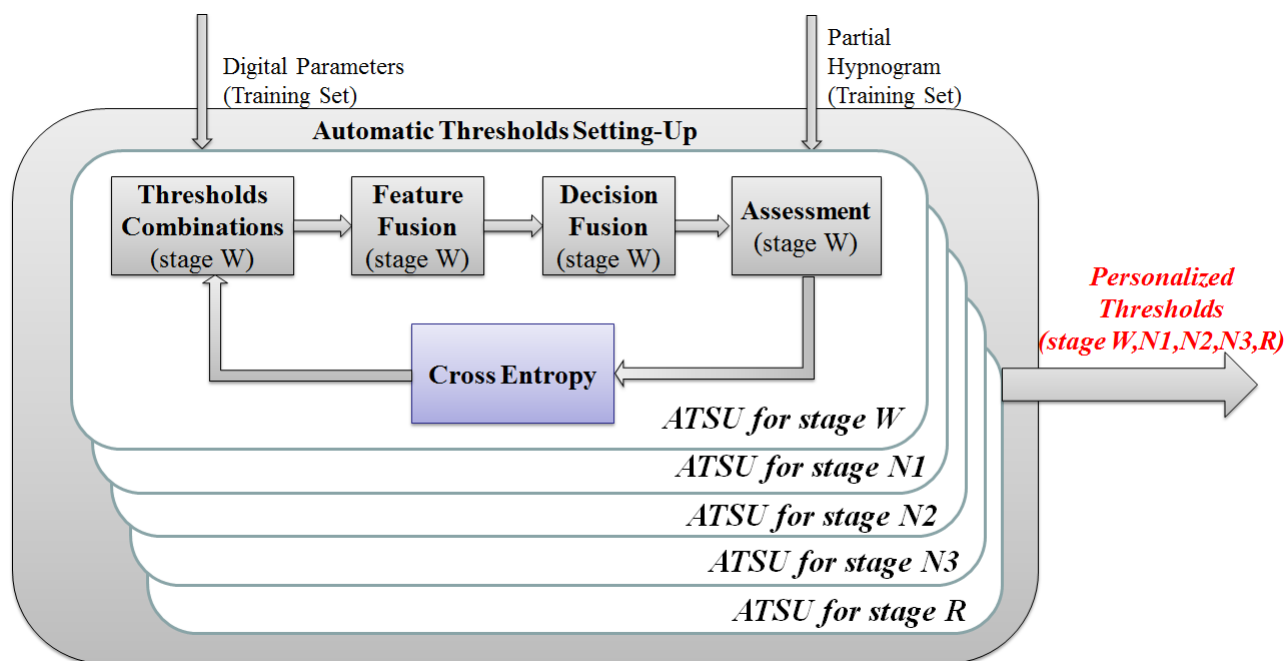 Digital Parameters
(Training Set)
Partial
Hypnogram
(Training Set)
Automatic Thresholds Setting-Up
Thresholds
Combinations
(stage W)
Feature
Fusion
(stage W)
Decision
Fusion
(stage W)
Assessment
(stage W)
Cross Entropy
ATSU for stage W
ATSU for stage N1
ATSU for stage N2
ATSU for stage N3
ATSU for stage R
Personalized
Thresholds
(stage W,N1,N2,N3,R)